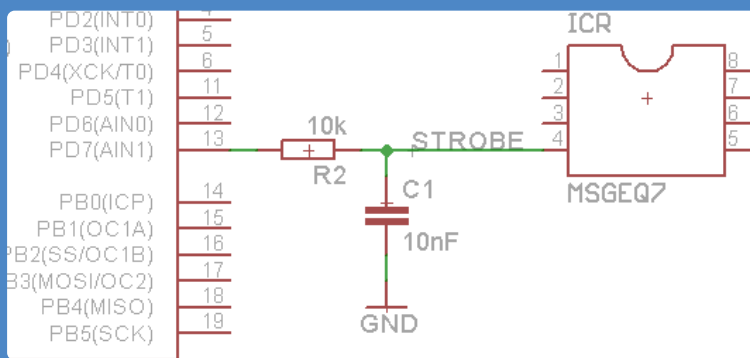 4
PD2(INT0)
5
PD3(INT1)
6
PD4(XCK/T0)
11
PD5(T1)
12
PD6(AIN0)
13
PD7(AIN1)
14
PB0(ICP)
15
PB1(OC1A)
16
PB2(SS/OC1B)
17
B3(MOSI/OC2)
18
PB4(MISO)
19
PB5(SCK)
10k
R2
STROBE
C1
10nF
GND
ICR
1
2
3
4
8
7
6
5
MSGEQ7